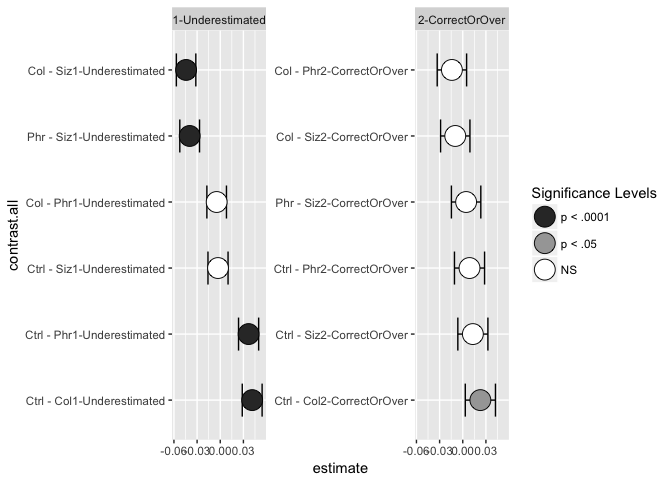 1-Underestimated
2-CorrectOrOver
Col - Siz1-Underestimated
Phr - Siz1-Underestimated
Col - Phr1-Underestimated
Ctrl - Siz1-Underestimated
Ctrl - Phr1-Underestimated
Ctrl - Col1-Underestimated
Col - Phr2-CorrectOrOver
Col - Siz2-CorrectOrOver
Phr - Siz2-CorrectOrOver
Ctrl - Phr2-CorrectOrOver
Ctrl - Siz2-CorrectOrOver
Ctrl - Col2-CorrectOrOver
contrast.all
-0.06 -0.03 0.00 0.03
-0.06 -0.03 0.00 0.03
estimate
Significance Levels
p < .0001
p < .05
NS